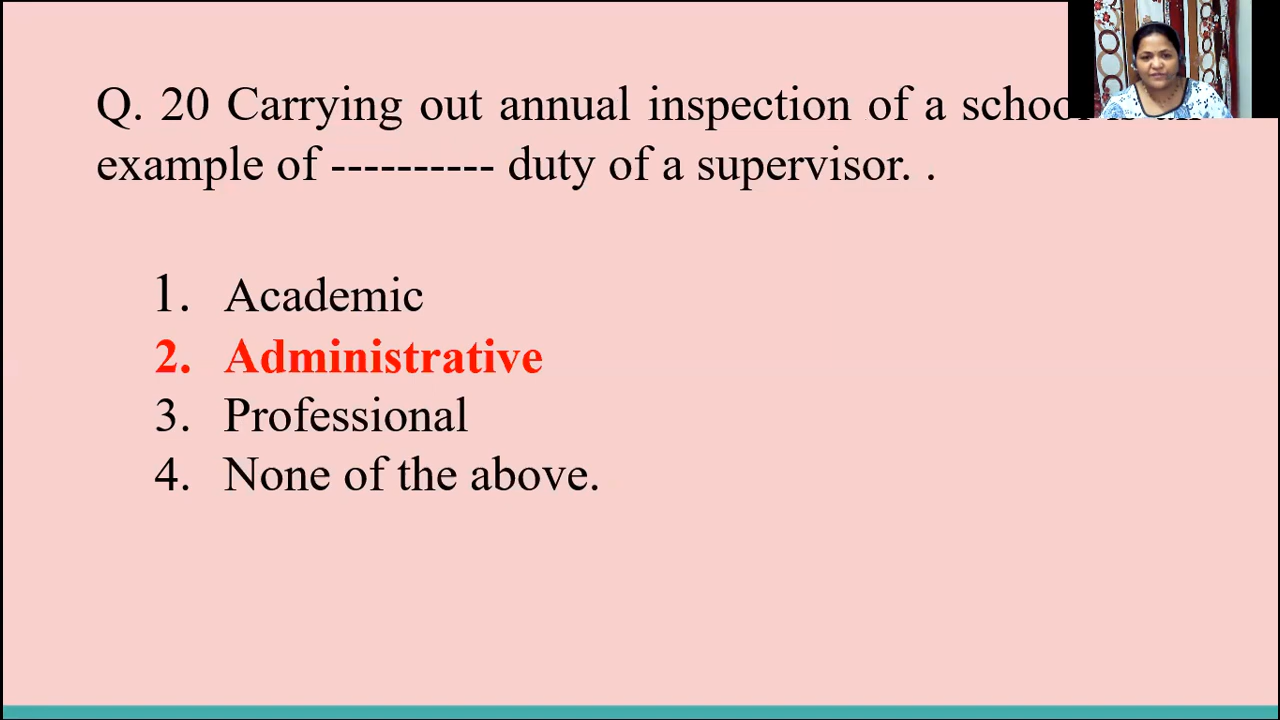 Q. 20 Carrying out annual inspection of a school
example of ---------- duty of a supervisor. .
1. Academic
2. Administrative
3. Professional
4. None of the above.